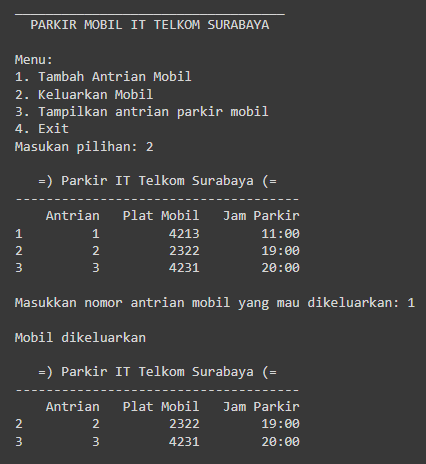 ___________________________________
PARKIR MOBIL IT TELKOM SURABAYA
Menu:
1. Tambah Antrian Mobil
2. Keluarkan Mobil
3. Tampilkan antrian parkir mobil
4. Exit
Masukan pilihan: 2
=) Parkir IT Telkom Surabaya (=
-------------------------------------
Antrian Plat Mobil Jam Parkir
1 1 4213 11:00
2 2 2322 19:00
3 3 4231 20:00
Masukkan nomor antrian mobil yang mau dikeluarkan: 1
Mobil dikeluarkan
=) Parkir IT Telkom Surabaya (=
-------------------------------------
Antrian Plat Mobil Jam Parkir
2 2 2322 19:00
3 3 4231 20:00